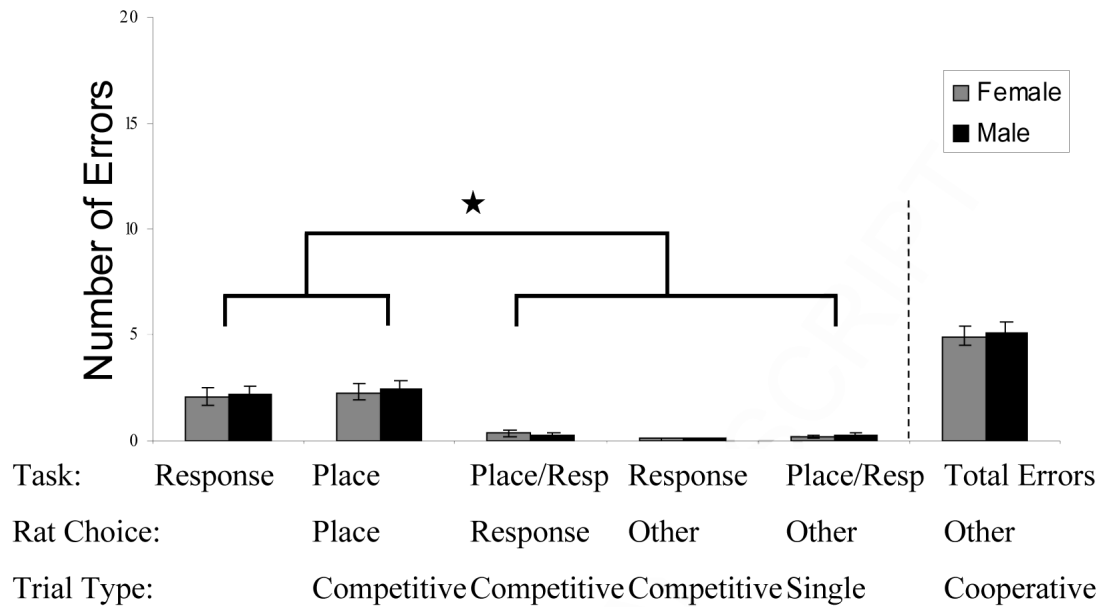 20
15
10
5
0
Number of Errors
Female
Male
Task: Response Place Place/Resp Response Place/Resp Total Errors
Rat Choice: Place Response Other Other Other
Trial Type: Competitive Competitive Competitive Single Cooperative